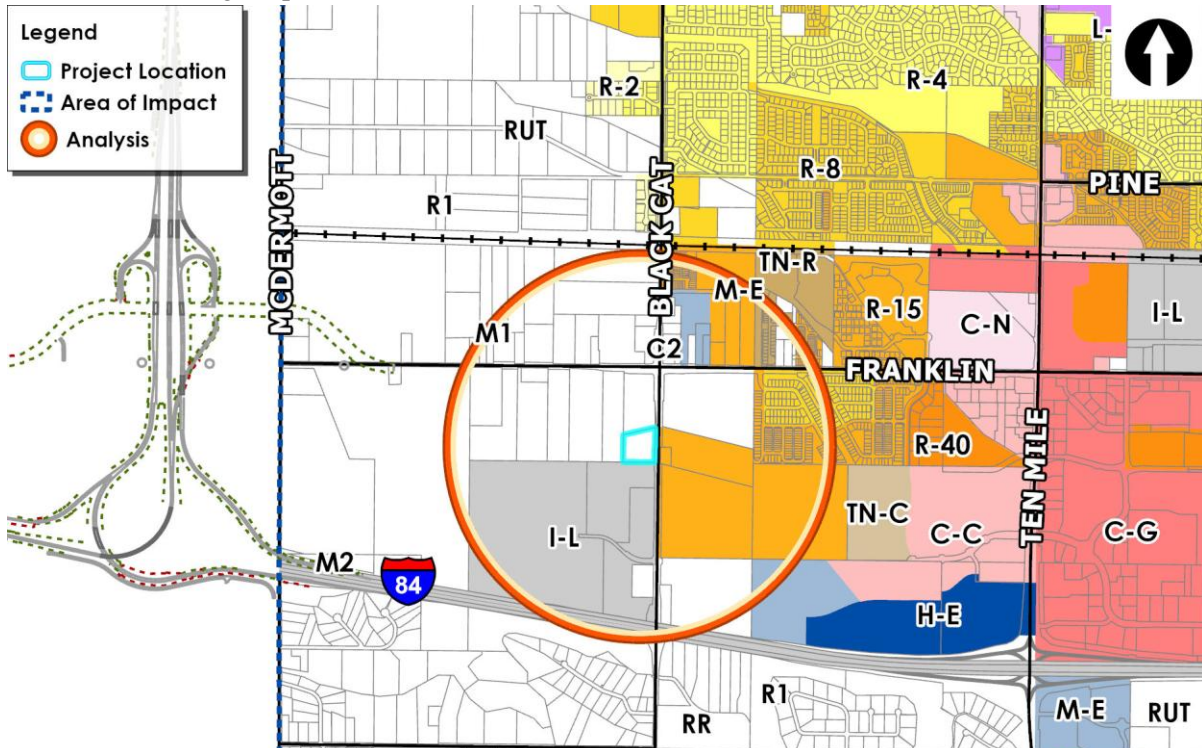 Legend
Project Location
Area of Impact
Analysis
L-
R-2
R-4
RUT
MCDERMOTT
BLACK CAT
R-8
PINE
R1
TN-R
M-E
R-15
I-L
M1
C-N
C2
FRANKLIN
R-40
TEN MILE
I-L
TN-C
C-C
C-G
M2
84
H-E
R1
M-E
RUT
RR